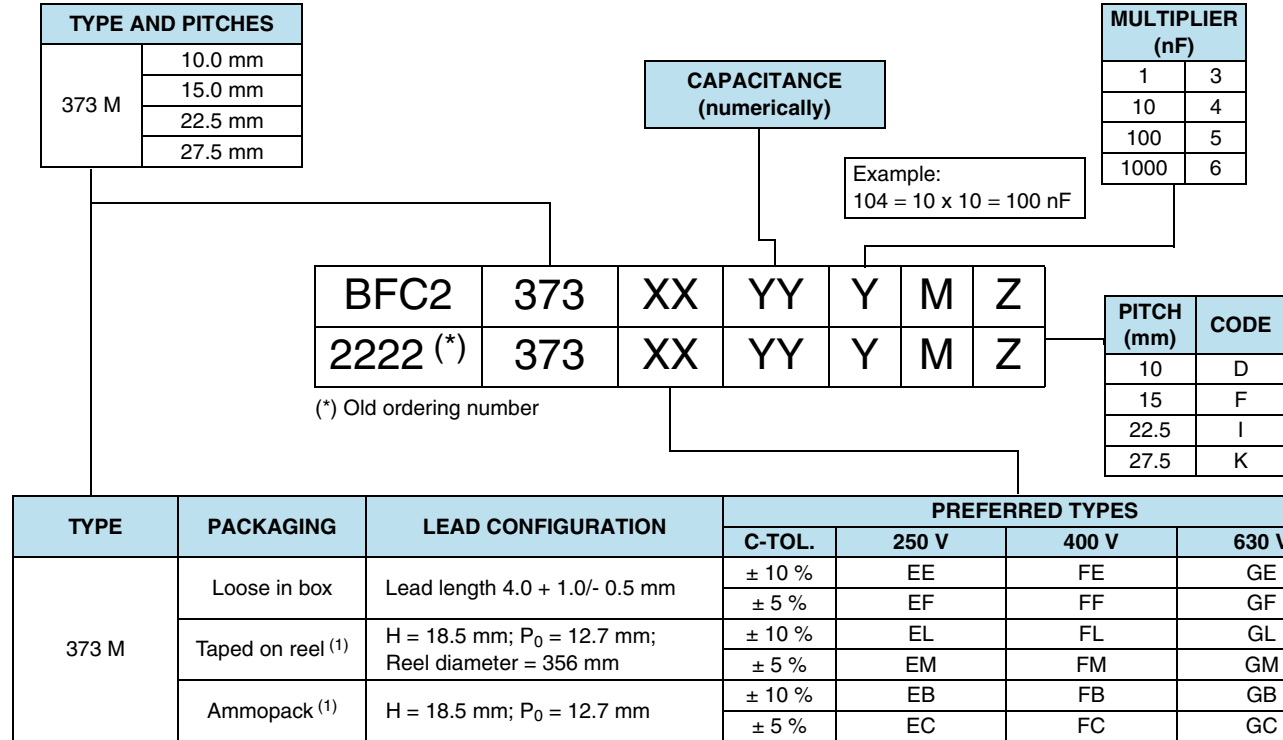 TYPE AND PITCHES
373 M
10.0 mm
15.0 mm
22.5 mm
27.5 mm
CAPACITANCE
(numerically)
MULTIPLIER
(nF)
1 3
10 4
100 5
1000 6
Example:
104 = 10 x 10 = 100 nF
BFC2 373 XX YY Y M Z
2222 (*) 373 XX YY Y M Z
(*) Old ordering number
PITCH
(mm)
CODE
10 D
15 F
22.5 I
27.5 K
TYPE PACKAGING LEAD CONFIGURATION PREFERRED TYPES
C-TOL. 250 V 400 V 630 V
373 M
Loose in box Lead length 4.0 + 1.0/- 0.5 mm
± 10 % EE FE GE
± 5 % EF FF GF
Taped on reel (1)
H = 18.5 mm; P0 = 12.7 mm;
Reel diameter = 356 mm
± 10 % EL FL GL
± 5 % EM FM GM
Ammopack (1) H = 18.5 mm; P0 = 12.7 mm
± 10 % EB FB GB
± 5 % EC FC GC